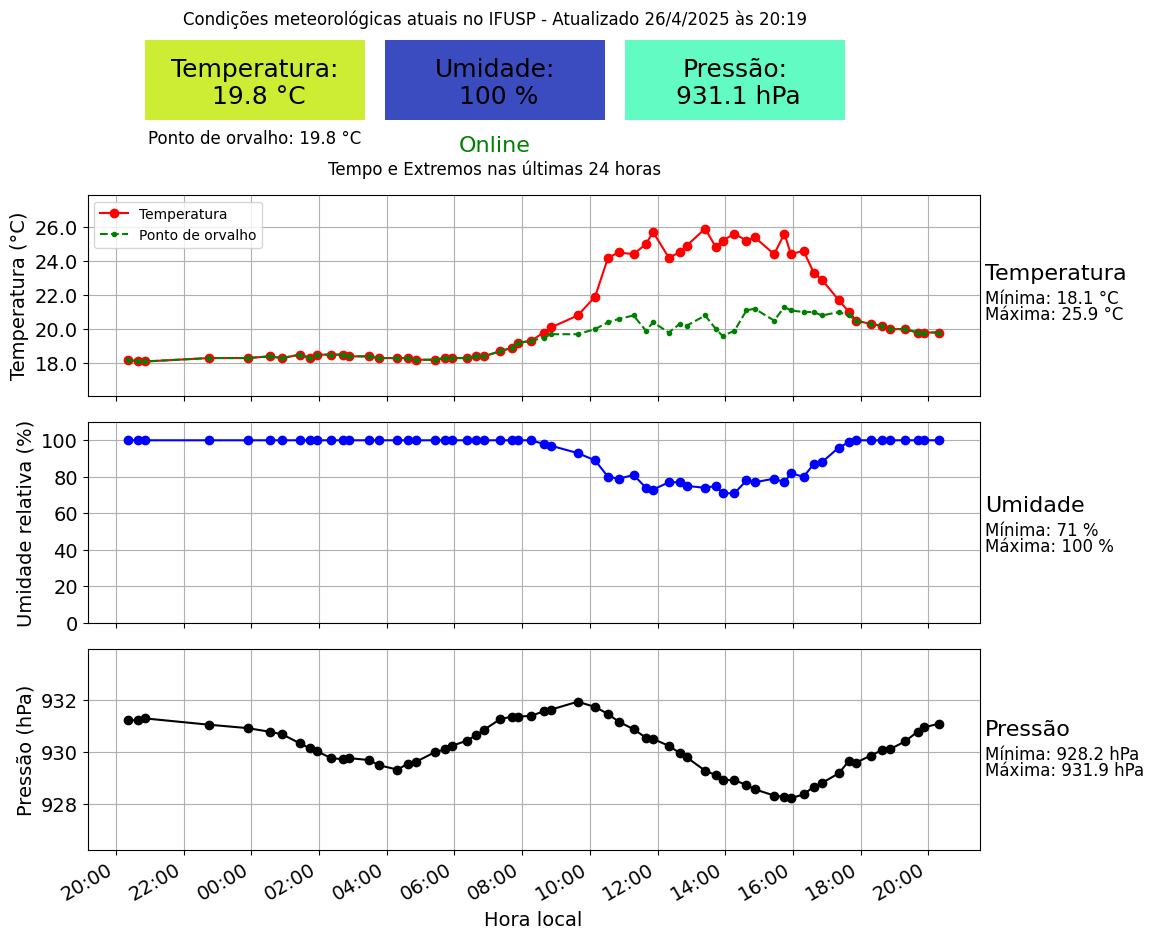 Condições meteorológicas atuais no IFUSP - Atualizado 26/4/2025 às 20:19
Temperatura:
19.8 °C
Umidade:
100 %
Pressão:
931.1 hPa
Ponto de orvalho: 19.8 °C
Online
Tempo e Extremos nas últimas 24 horas
Temperatura (°C)
26.0
24.0
22.0
20.0
18.0
Temperatura
Ponto de orvalho
Temperatura
Mínima: 18.1 °C
Máxima: 25.9 °C
Umidade relativa (%)
100
80
60
40
20
0
Umidade
Mínima: 71 %
Máxima: 100 %
Pressão (hPa)
932
930
928
Pressão
Mínima: 928.2 hPa
Máxima: 931.9 hPa
20:00
22:00
00:00
02:00
04:00
06:00
08:00
10:00
12:00
14:00
16:00
18:00
20:00
Hora local